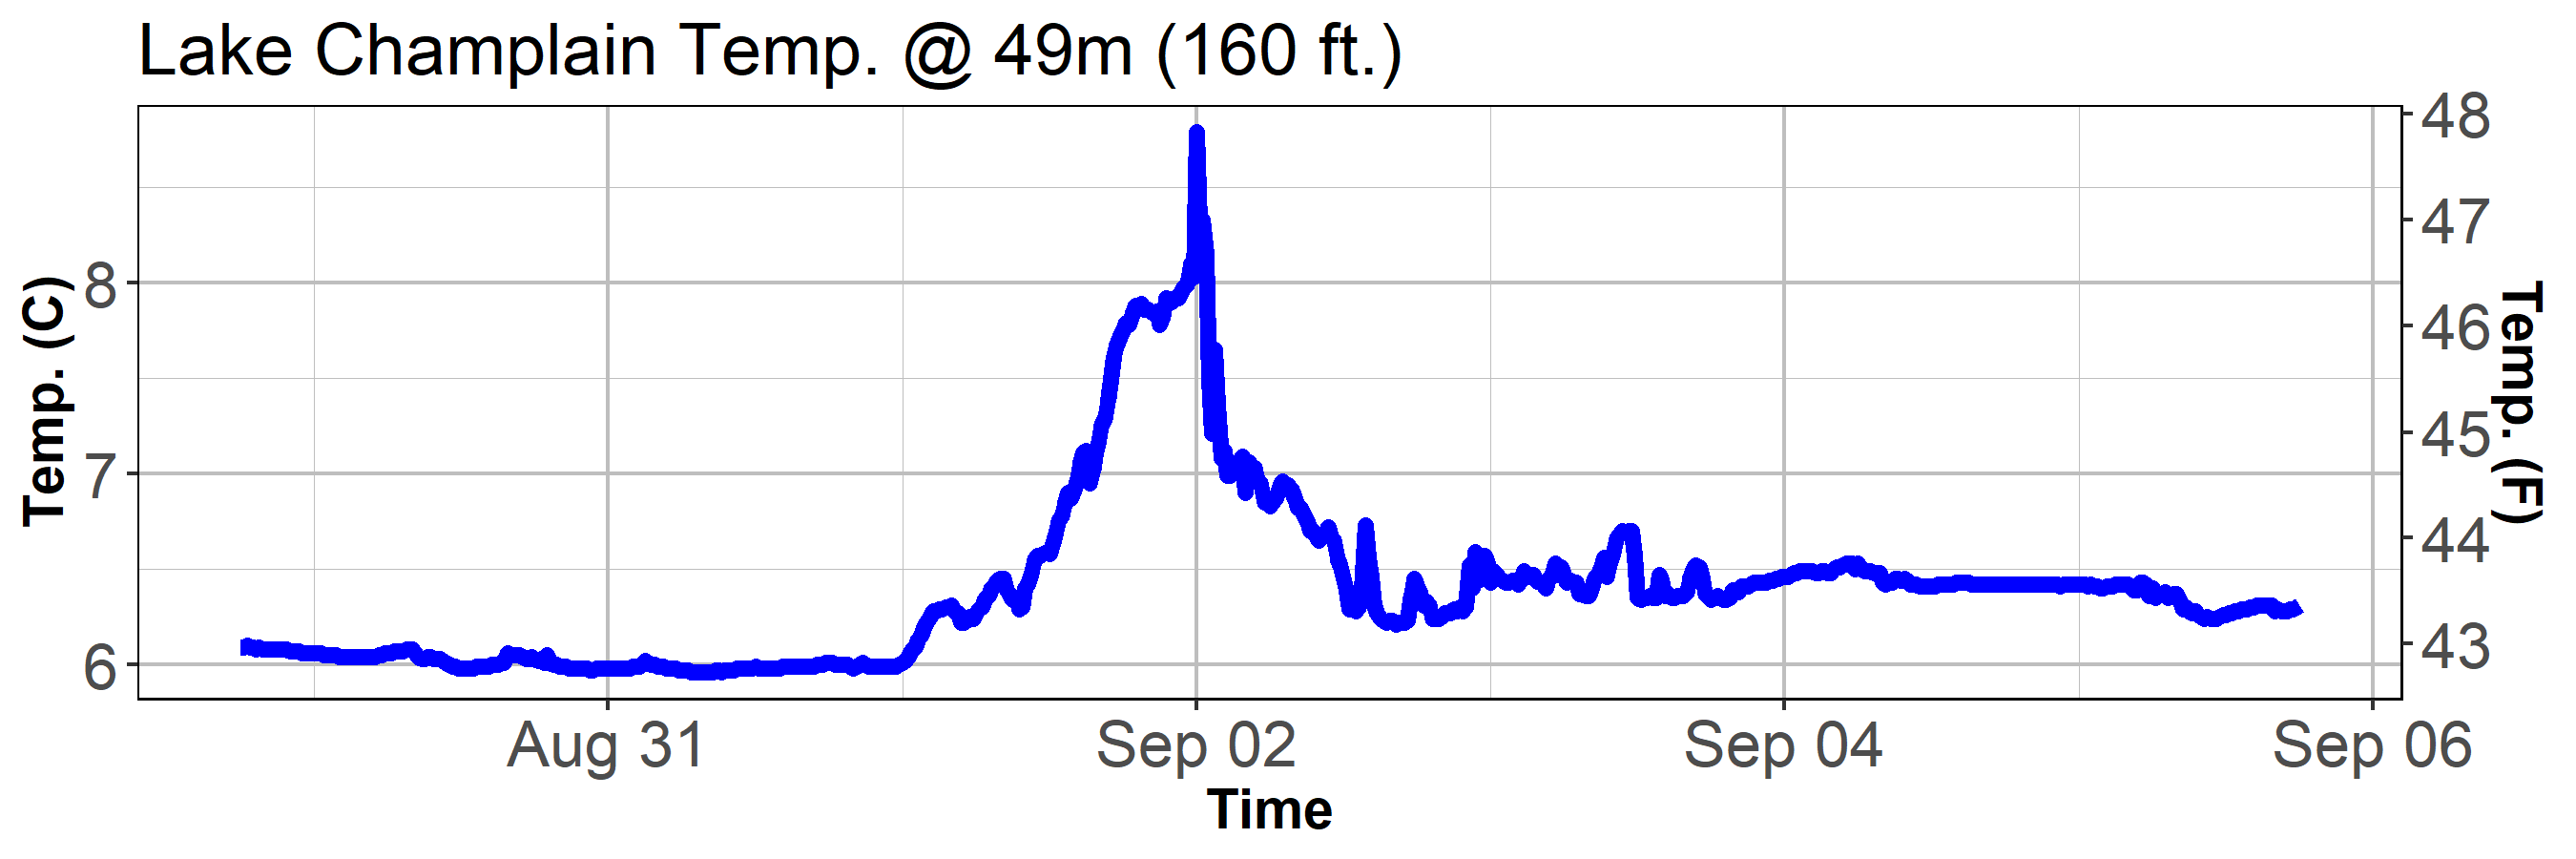 Lake Champlain Temp. @ 49m (160 ft.)
Temp. (C)
8
7
6
48
47
46
45
44
43
Temp. (F)
Aug 31
Sep 02
Sep 04
Sep 06
Time